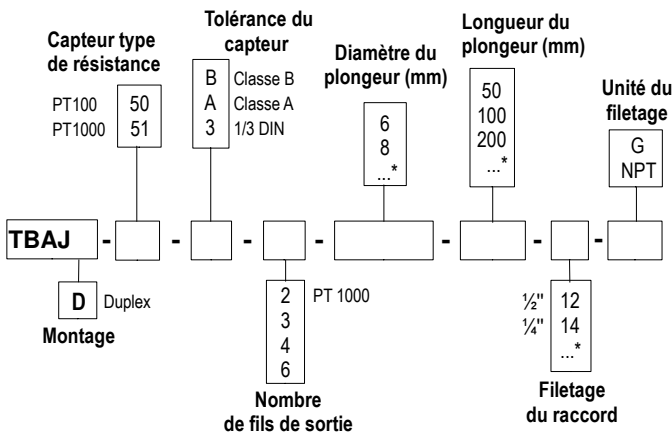 Capteur type
de résistance
PT100 50
PT1000 51
Tolérance du
capteur
B Classe B
A Classe A
3 1/3 DIN
Diamètre du
plongeur (mm)
6
8
...*
Longueur du
plongeur (mm)
50
100
200
...*
Unité du
filetage
G
NPT
TBAJ - - - - - - -
D Duplex
Montage
2 PT 1000
3
4
6
Nombre
de fils de sortie
½" 12
¼" 14
...*
Filetage
du raccord